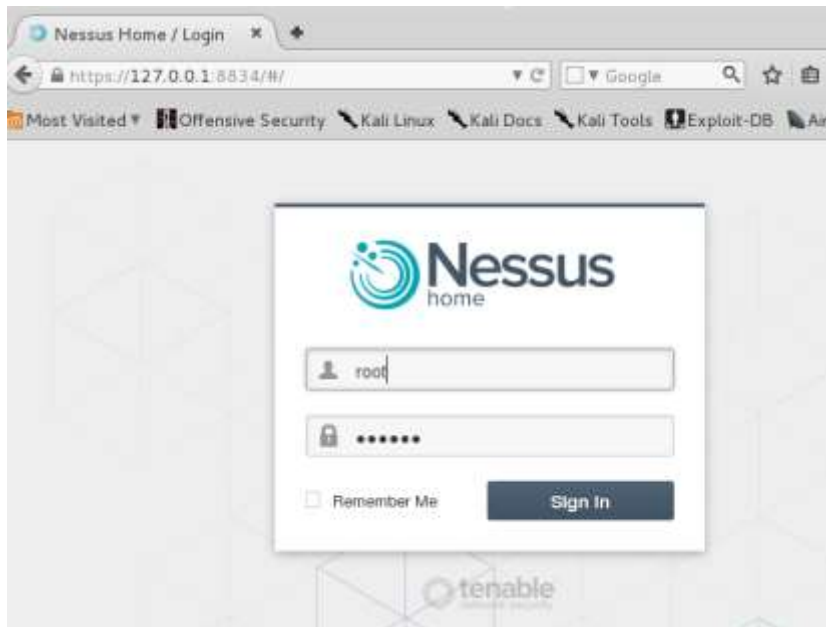 Nessus Home / Login
https://127.0.0.1:8834/#/
Google
Most Visited
Offensive Security
Kali Linux
Kali Docs
Kali Tools
Exploit-DB
Air
Nessus
home
root
Remember Me
Sign In
tenable